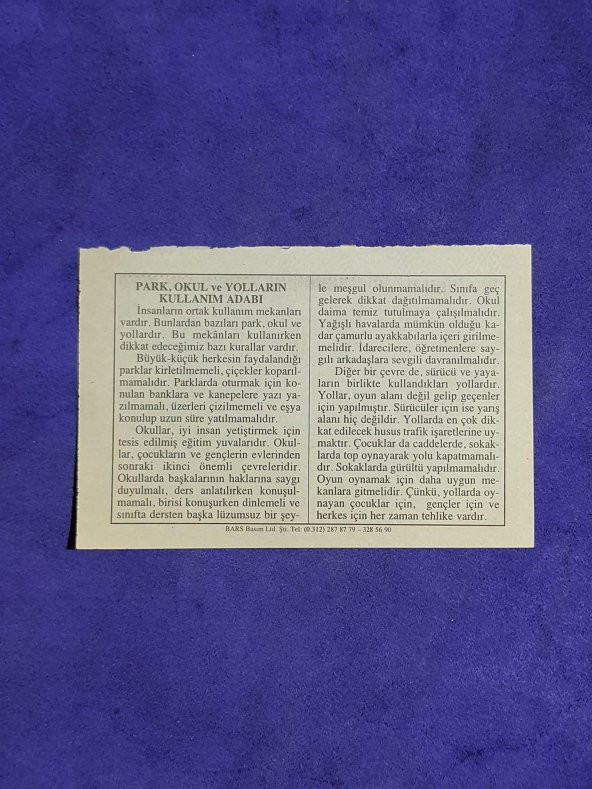 PARK, OKUL ve YOLLARIN
KULLANIM ADABI
İnsanların ortak kullanım mekanları
vardır. Bunlardan bazıları park, okul ve
yollardır. Bu mekânları kullanırken
dikkat edeceğimiz bazı kurallar vardır.
Büyük-küçük herkesin faydalandığı
parklar kirletilmemeli, çiçekler koparıl-
mamalıdır. Parklarda oturmak için ko-
nulan banklara ve kanepelere yazı ya-
zılmamalı, üzerleri çizilmemeli ve eşya
konulup uzun süre yatılmamalıdır.
Okullar, iyi insan yetiştirmek için
tesis edilmiş eğitim yuvalarıdır. Okul-
lar, çocukların ve gençlerin evlerinden
sonraki ikinci önemli çevreleridir.
Okullarda başkalarının haklarına saygı
duyulmalı, ders anlatılırken konuşul-
mamalı, birisi konuşurken dinlemeli ve
sınıfta dersten başka lüzumsuz bir şey-
le meşgul olunmamalıdır. Sınıfa geç
gelerek dikkat dağıtılmamalıdır. Okul
daima temiz tutulmaya çalışılmalıdır.
Yağışlı havalarda mümkün olduğu ka-
dar çamurlu ayakkabılarla içeri girilme-
melidir. İdarecilere, öğretmenlere say-
gılı arkadaşlara sevgili davranılmalıdır.
Diğer bir çevre de, sürücü ve yaya-
ların birlikte kullandıkları yollardır.
Yollar, oyun alanı değil gelip geçenler
için yapılmıştır. Sürücüler için ise yarış
alanı hiç değildir. Yollarda en çok dik-
kat edilecek husus trafik işaretlerine uy-
maktır. Çocuklar da caddelerde, sokak-
larda top oynayarak yolu kapatmamalı-
dır. Sokaklarda gürültü yapılmamalıdır.
Oyun oynamak için daha uygun me-
kanlara gitmelidir. Çünkü, yollarda oy-
nayan çocuklar için, gençler için ve
herkes için her zaman tehlike vardır.
BARS Basım Ltd. Şti. Tel: (0.312) 287 87 79 – 328 56 90